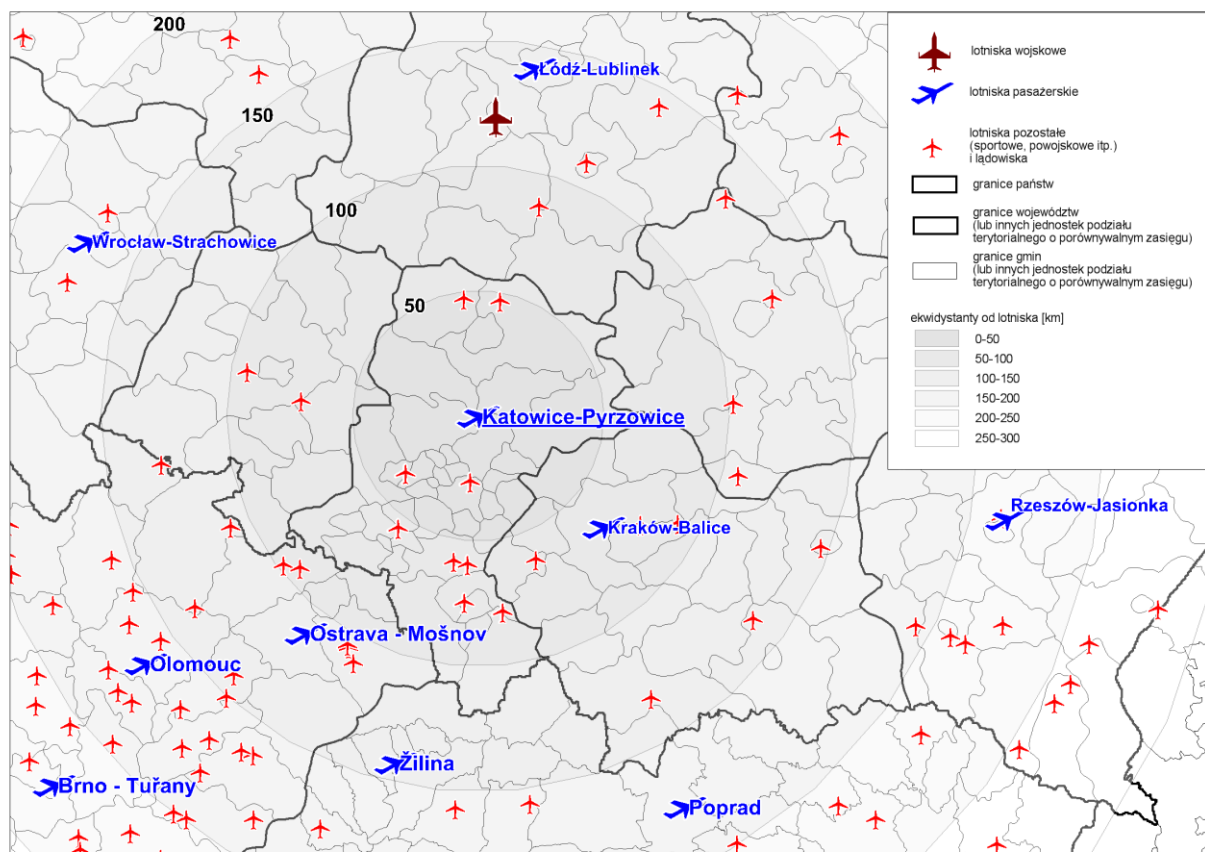 200
150
100
50
Łódź-Lublinek
Wrocław-Strachowice
Katowice-Pyrzowice
Kraków-Balice
Rzeszów-Jasionka
Ostrava - Mošnov
Olomouc
Žilina
Brno - Tuřany
Poprad
lotniska wojskowe
lotniska pasażerskie
lotniska pozostałe
(sportowe, powojskowe itp.)
i lądowiska
granice państw
granice województw
(lub innych jednostek podziału
terytorialnego o porównywalnym zasięgu)
granice gmin
(lub innych jednostek podziału
terytorialnego o porównywalnym zasięgu)
ekwidystanty od lotniska [km]
0-50
50-100
100-150
150-200
200-250
250-300